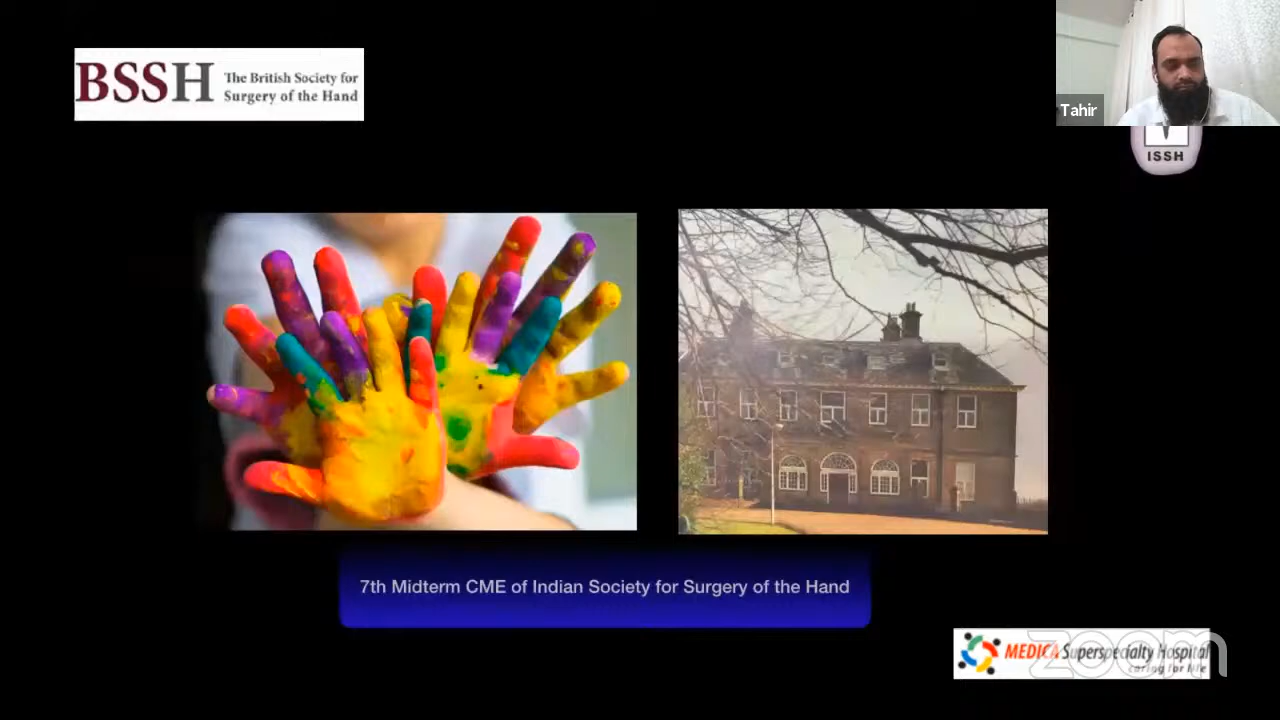 BSSH
The British Society for
Surgery of the Hand
Tahir
ISSH
7th Midterm CME of Indian Society for Surgery of the Hand
MEDICA Superspecialty Hospital
caring for life
zoom